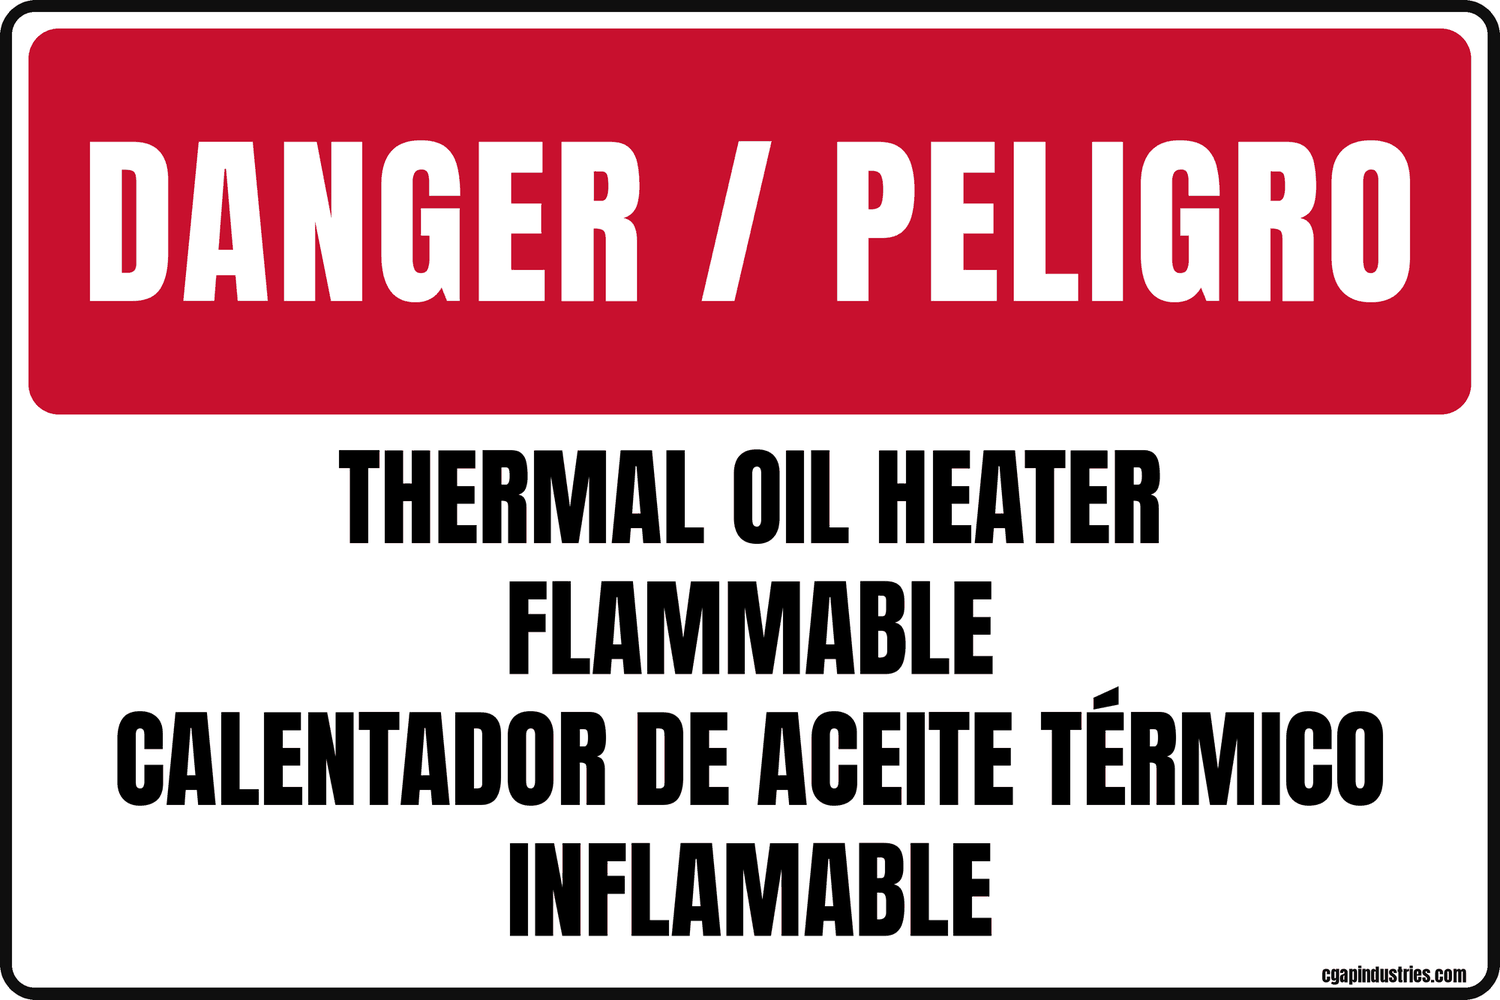 DANGER / PELIGRO
THERMAL OIL HEATER
FLAMMABLE
CALENTADOR DE ACEITE TÉRMICO
INFLAMABLE
cgapindustries.com